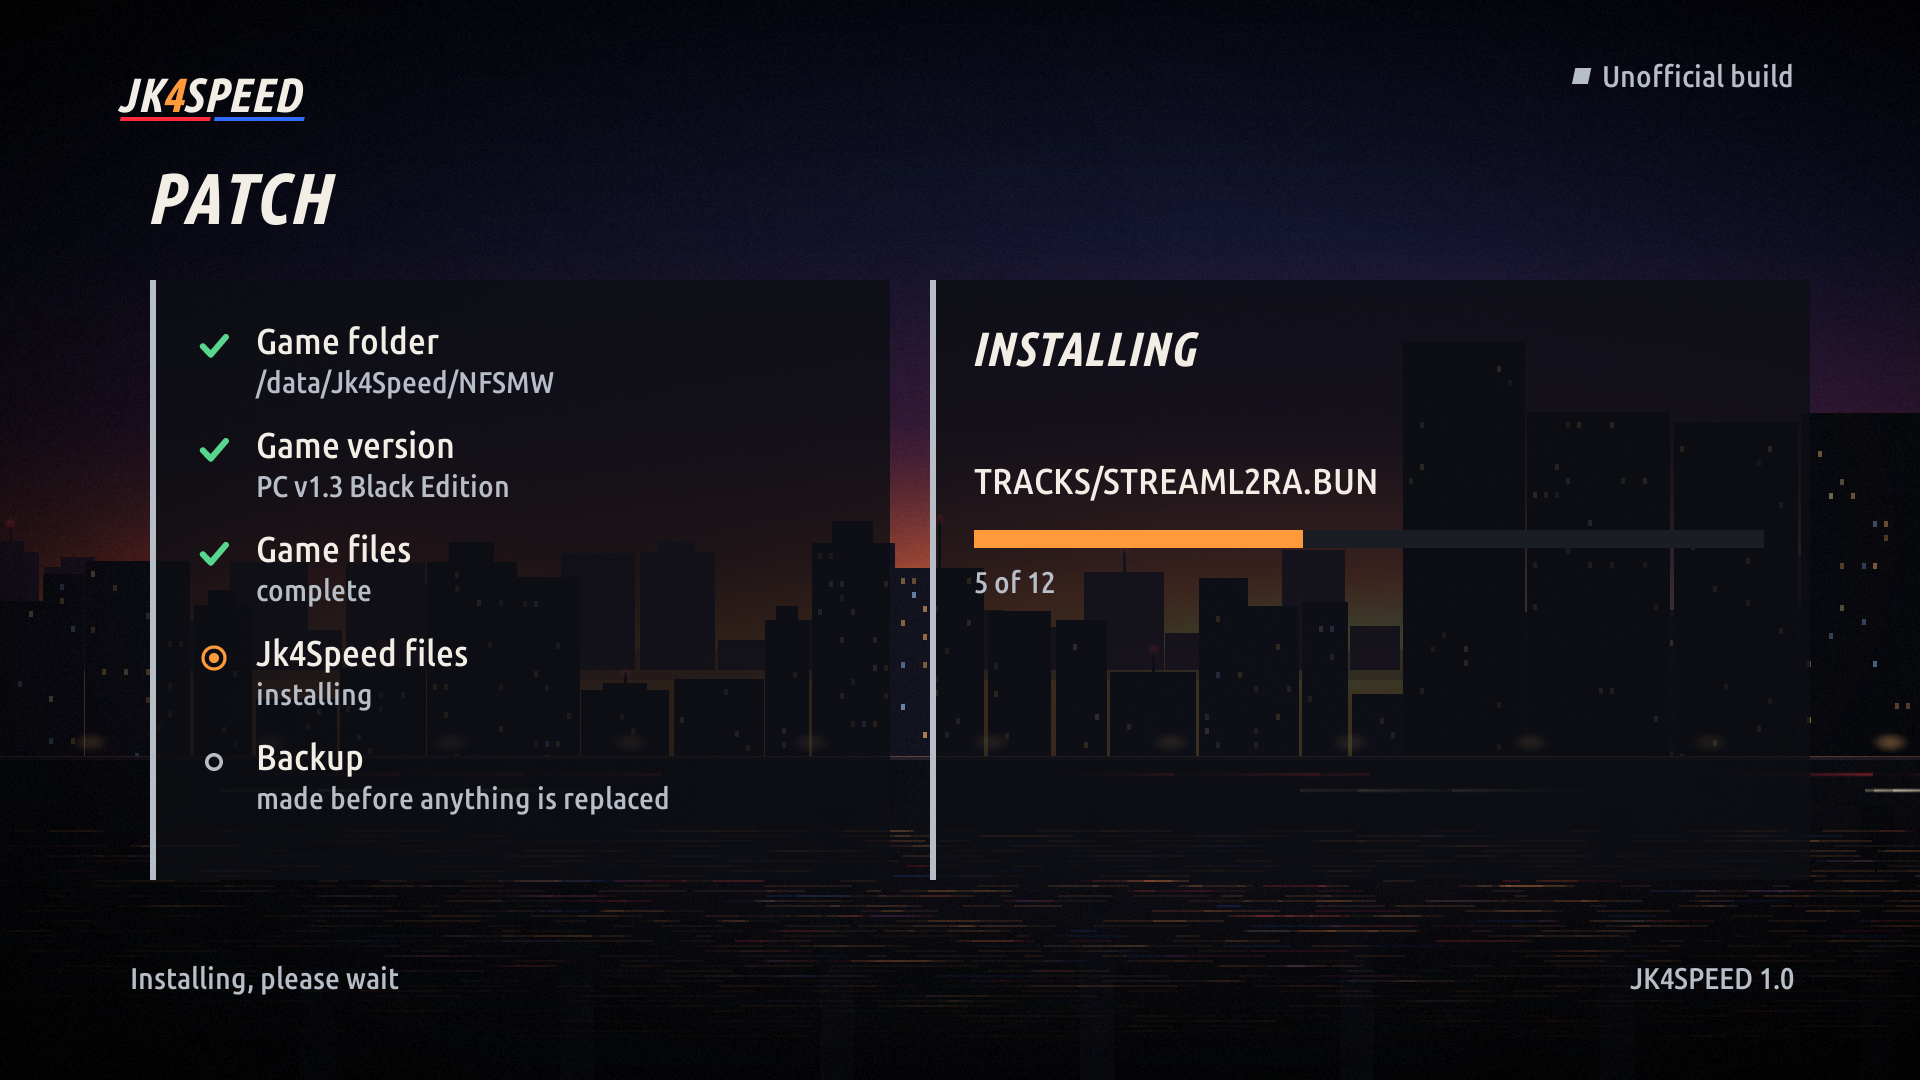 JK4SPEED
Unofficial build
PATCH
Game folder
/data/Jk4Speed/NFSMW
Game version
PC v1.3 Black Edition
Game files
complete
Jk4Speed files
installing
Backup
made before anything is replaced
INSTALLING
TRACKS/STREAML2RA.BUN
5 of 12
Installing, please wait
JK4SPEED 1.0